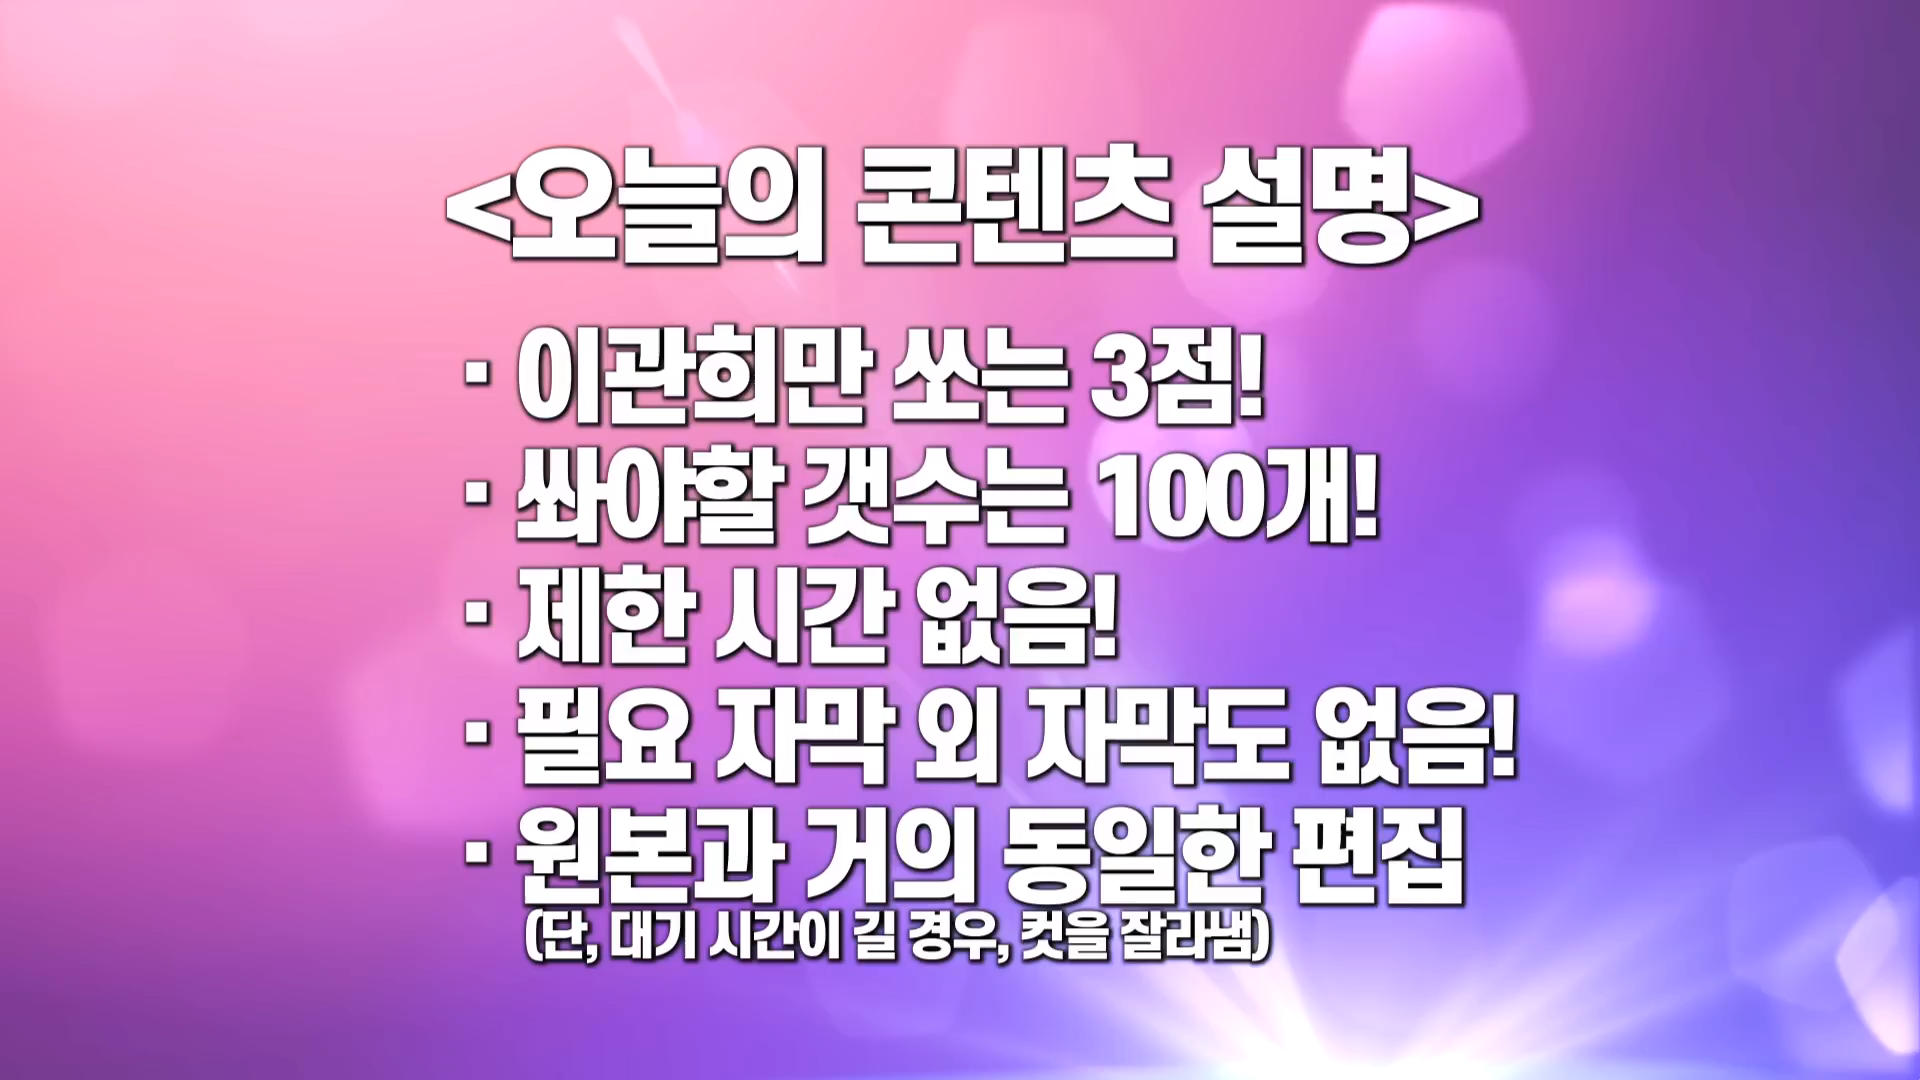 <오늘의 콘텐츠 설명>
· 이관희만 쏘는 3점!
· 쏴야할 갯수는 100개!
· 제한 시간 없음!
· 필요 자막 외 자막도 없음!
· 원본과 거의 동일한 편집
(단, 대기 시간이 길 경우, 컷을 잘라냄)